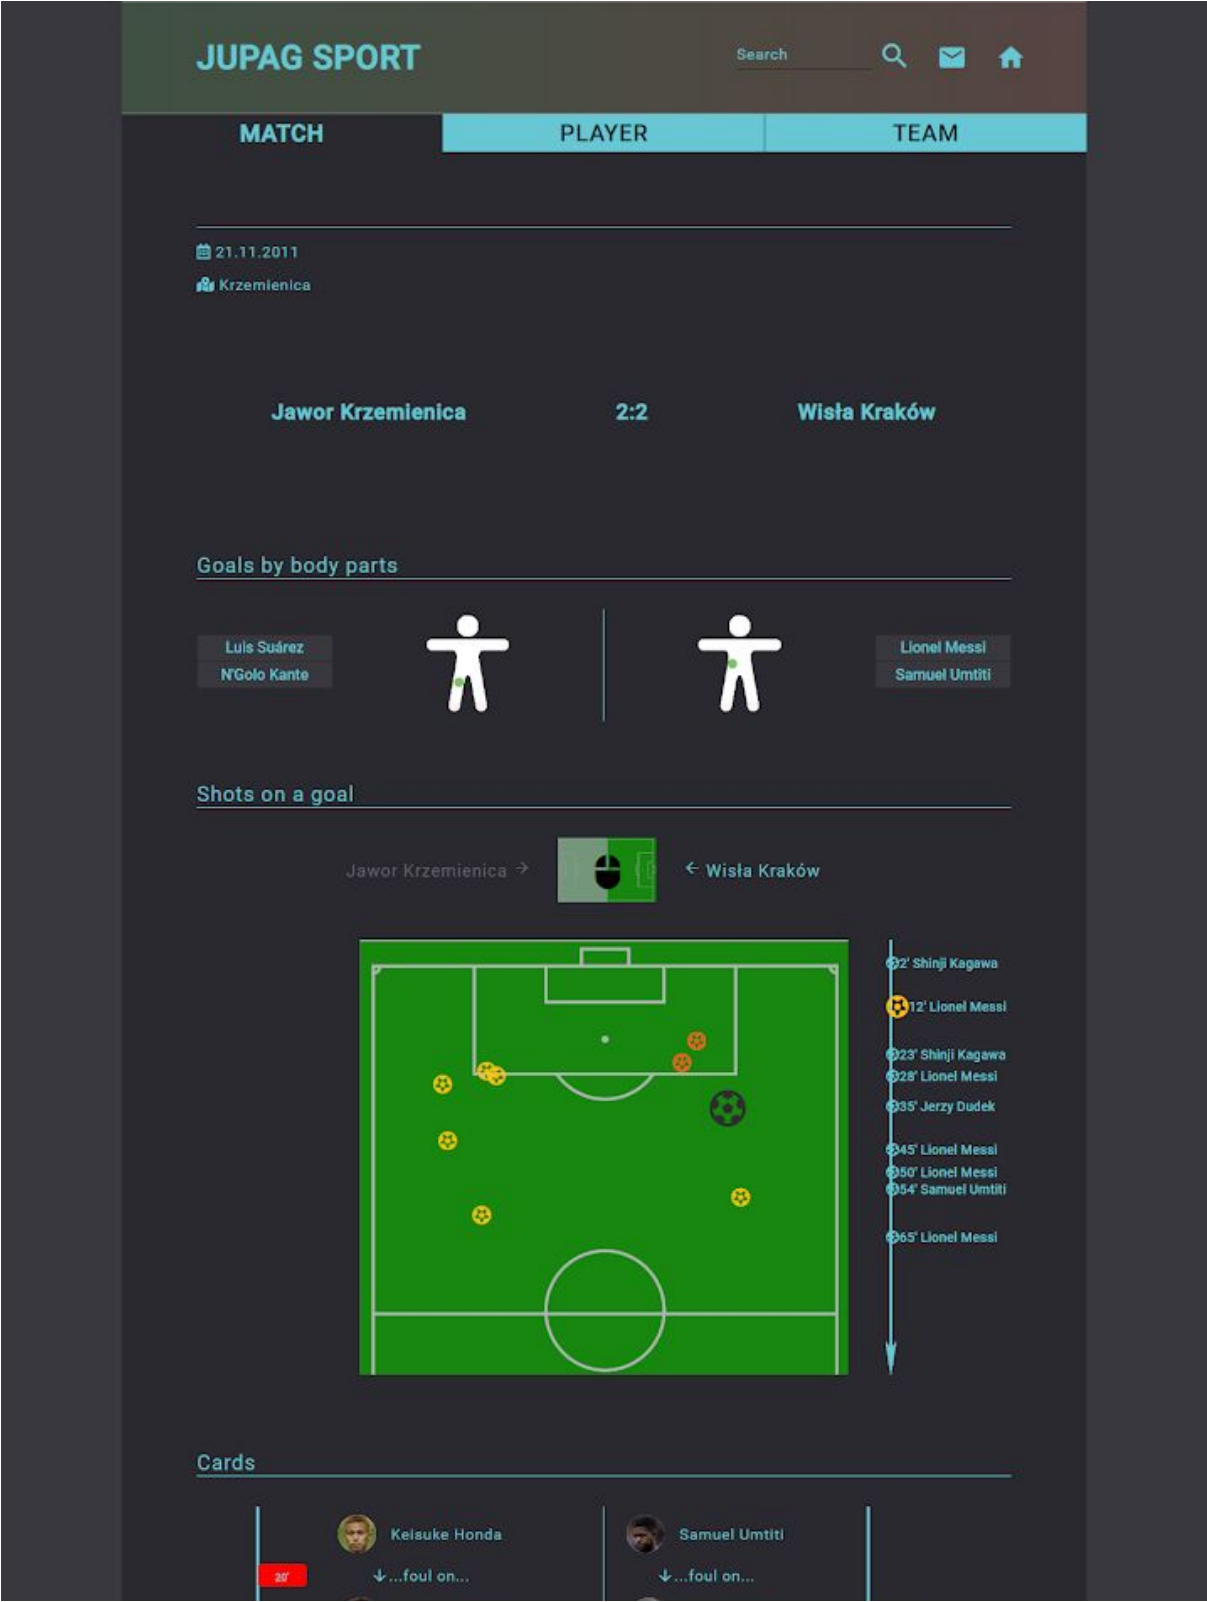 JUPAG SPORT
Search
MATCH PLAYER TEAM
21.11.2011
Krzemienica
Jawor Krzemienica 2:2 Wisła Kraków
Goals by body parts
Luis Suárez
N'Golo Kante
Lionel Messi
Samuel Umtiti
Shots on a goal
Jawor Krzemienica → ← Wisła Kraków
2' Shinji Kagawa
12' Lionel Messi
23' Shinji Kagawa
28' Lionel Messi
35' Jerzy Dudek
45' Lionel Messi
50' Lionel Messi
54' Samuel Umtiti
65' Lionel Messi
Cards
Keisuke Honda
Samuel Umtiti
20'
↓...foul on...
↓...foul on...